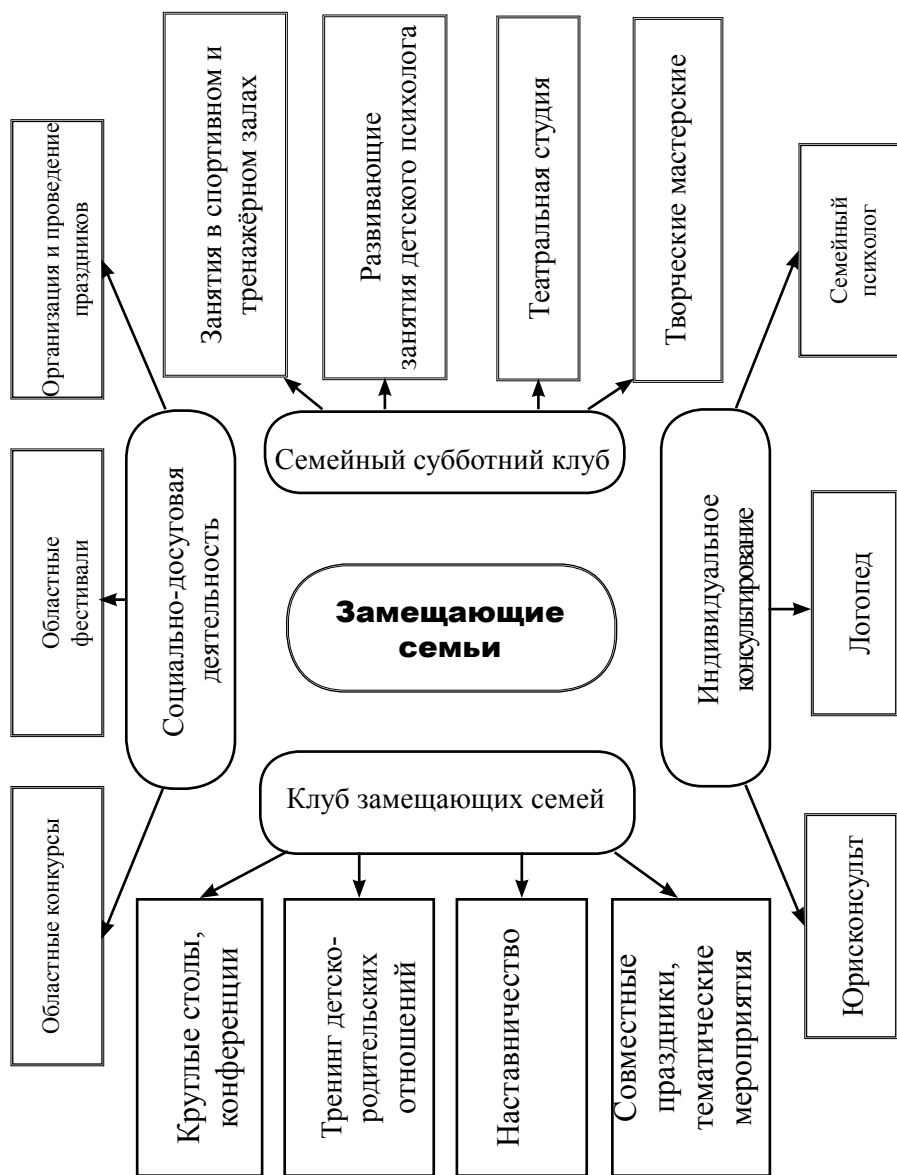 Организация и проведение
праздников
Областные
фестивали
Областные конкурсы
Социально-досуговая
деятельность
Занятия в спортивном и
тренажёрном залах
Развивающие
занятия детского психолога
Театральная студия
Творческие мастерские
Семейный субботний клуб
Замещающие
семьи
Клуб замещающих семей
Круглые столы,
конференции
Тренинг детско-
родительских
отношений
Наставничество
Совместные
праздники,
тематические
мероприятия
Индивидуальное
консультирование
Семейный
психолог
Логопед
Юрисконсульт